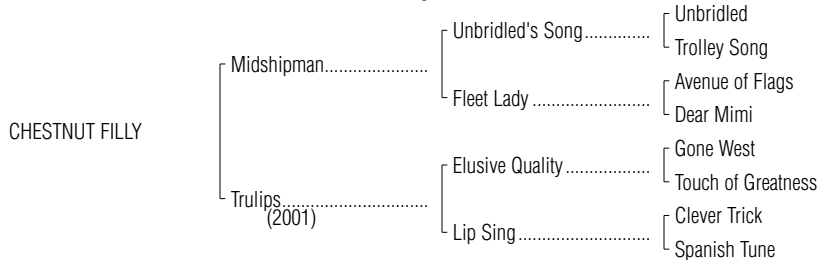 Unbridled
Unbridled's Song.............
Trolley Song
Midshipman......................
Avenue of Flags
Fleet Lady .........................
Dear Mimi
CHESTNUT FILLY
Gone West
Elusive Quality ..................
Touch of Greatness
Trulips...............................
(2001)
Clever Trick
Lip Sing............................
Spanish Tune